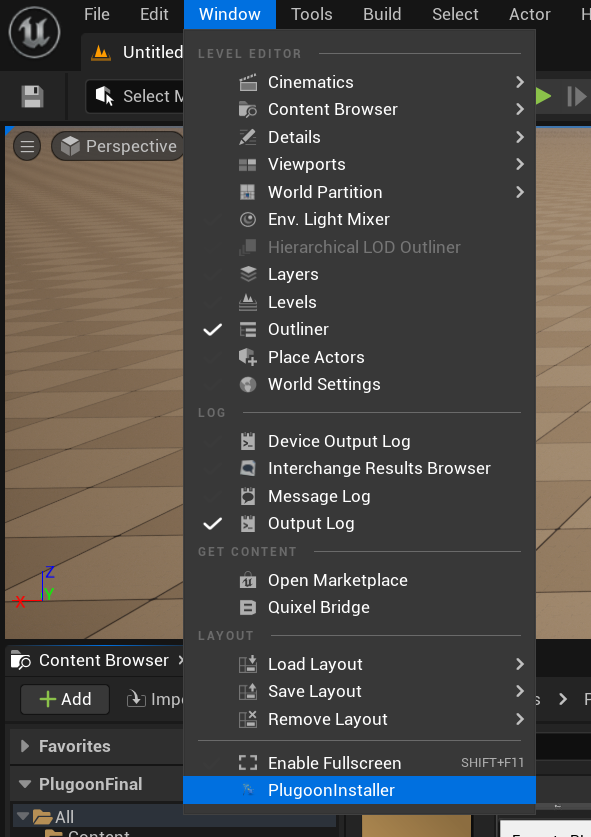 File Edit Window Tools Build Select Actor
Untitled
Select M
Perspective
LEVEL EDITOR
Cinematics
Content Browser
Details
Viewports
World Partition
Env. Light Mixer
Hierarchical LOD Outliner
Layers
Levels
Outliner
Place Actors
World Settings
LOG
Device Output Log
Interchange Results Browser
Message Log
Output Log
GET CONTENT
Open Marketplace
Quixel Bridge
LAYOUT
Load Layout
Save Layout
Remove Layout
Enable Fullscreen SHIFT+F11
PlugoonInstaller
Z
X Y
Content Browser
Add Impo
Favorites
PlugoonFinal
All
Content